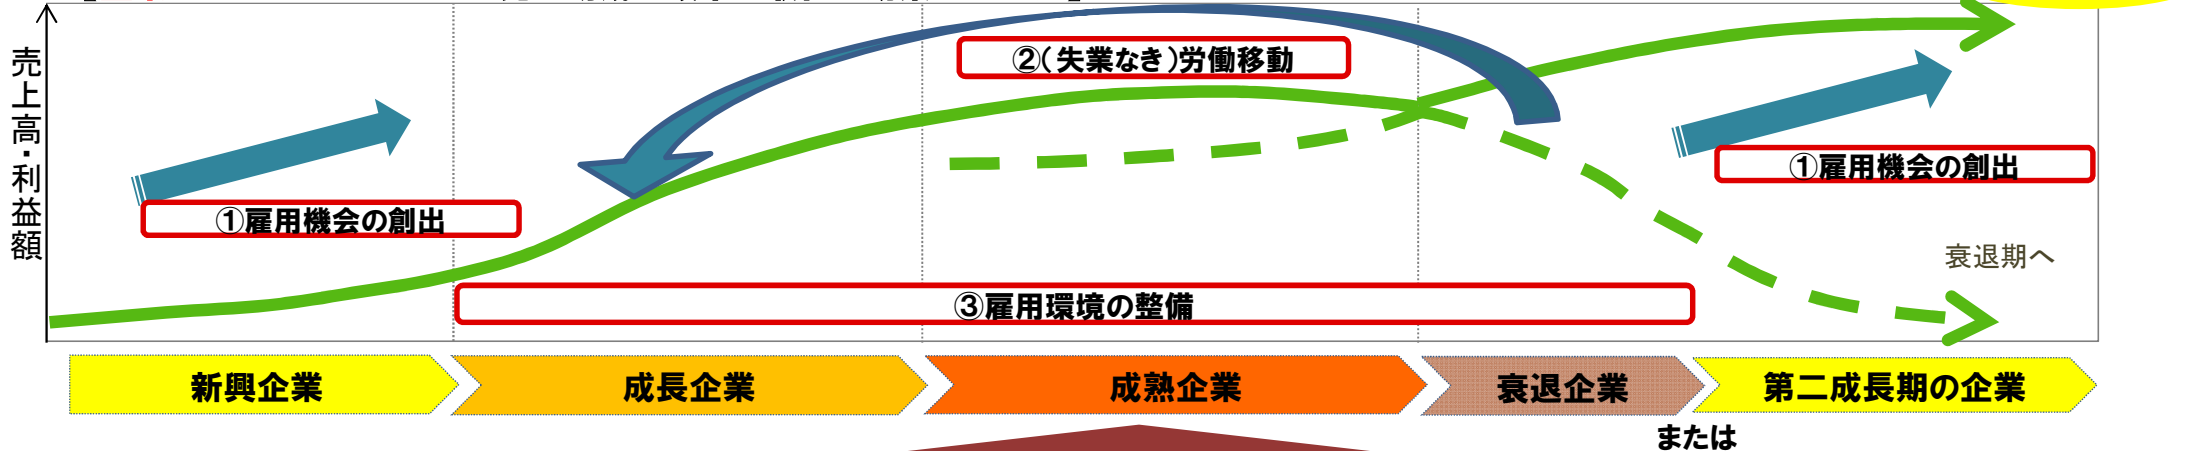 売上高・利益額
②（失業なき）労働移動
①雇用機会の創出
①雇用機会の創出
衰退期へ
③雇用環境の整備
新興企業
成長企業
成熟企業
衰退企業
第二成長期の企業
または